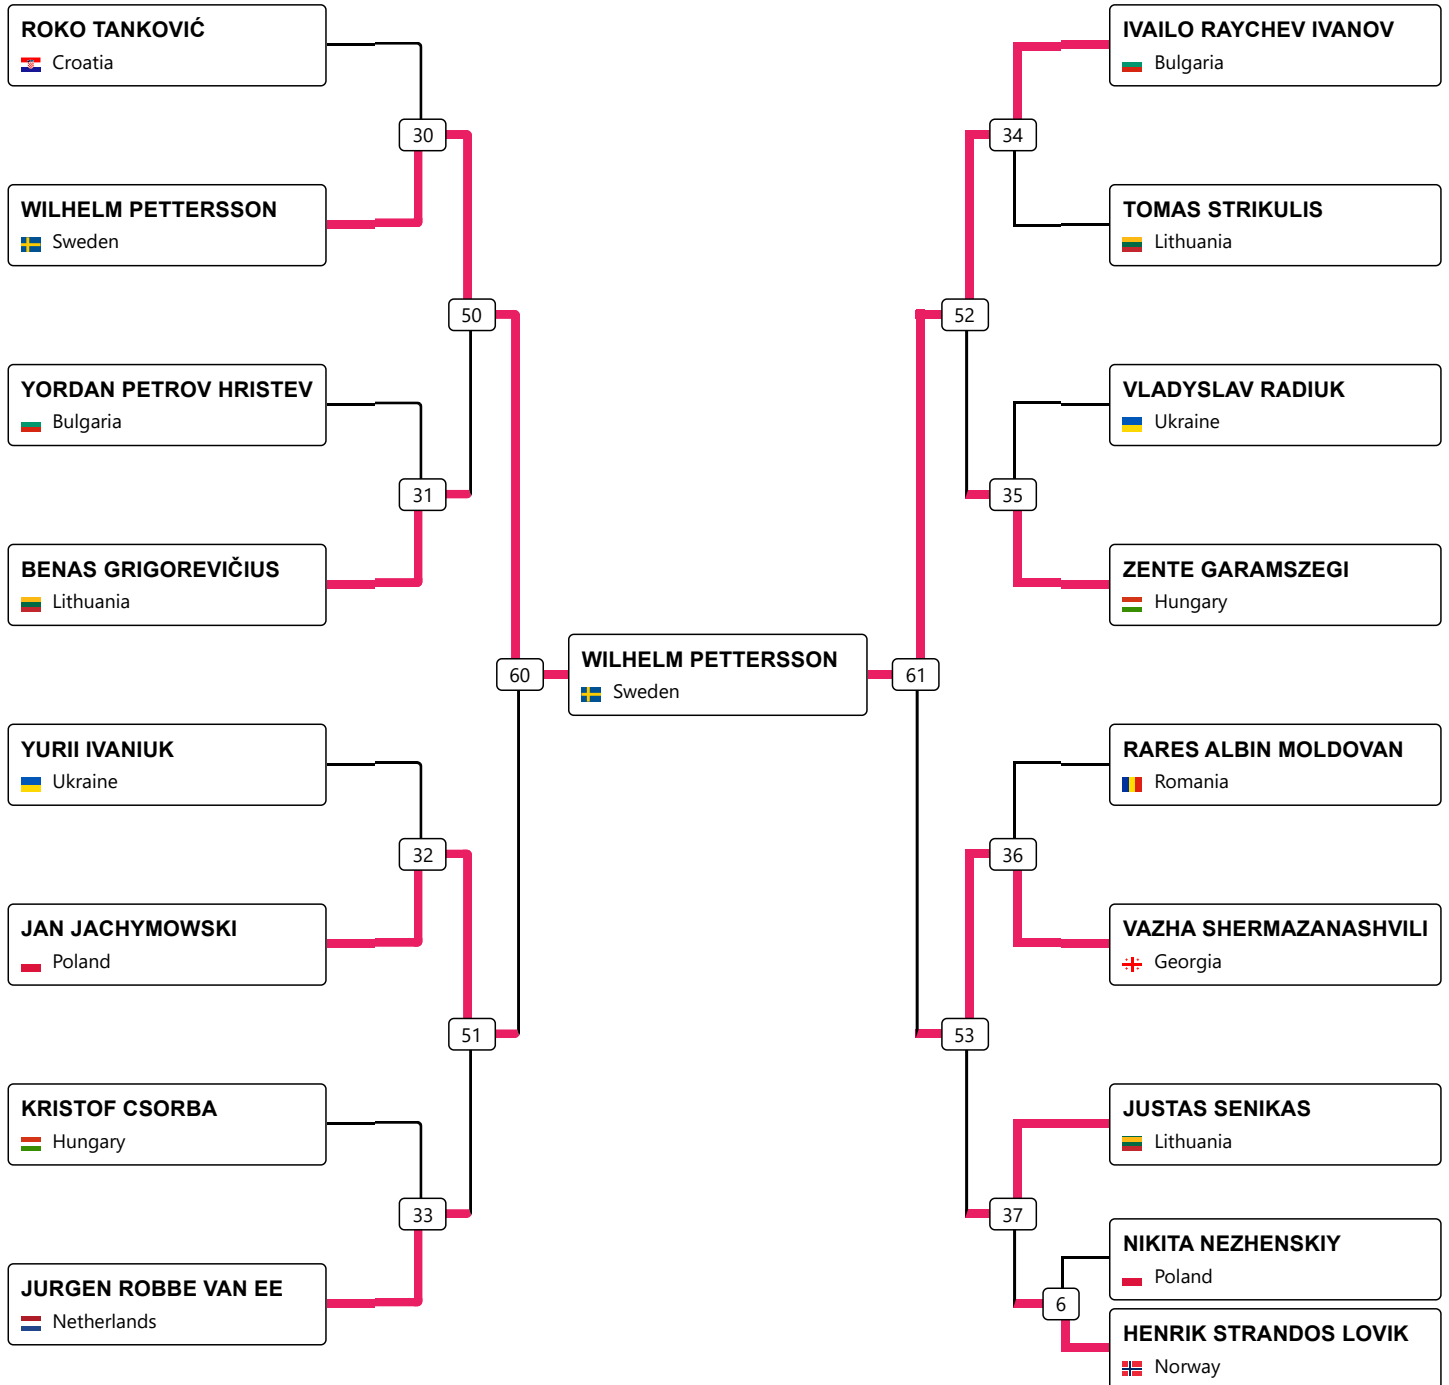 ROKO TANKOVIĆ
Croatia
30
WILHELM PETTERSSON
Sweden
50
YORDAN PETROV HRISTEV
Bulgaria
31
BENAS GRIGOREVIČIUS
Lithuania
60
YURII IVANIUK
Ukraine
32
JAN JACHYMOWSKI
Poland
51
KRISTOF CSORBA
Hungary
33
JURGEN ROBBE VAN EE
Netherlands
WILHELM PETTERSSON
Sweden
IVAILO RAYCHEV IVANOV
Bulgaria
34
TOMAS STRIKULIS
Lithuania
52
VLADYSLAV RADIUK
Ukraine
35
ZENTE GARAMSZEGI
Hungary
61
RARES ALBIN MOLDOVAN
Romania
36
VAZHA SHERMAZANASHVILI
Georgia
53
JUSTAS SENIKAS
Lithuania
37
NIKITA NEZHENSKIY
Poland
6
HENRIK STRANDOS LOVIK
Norway